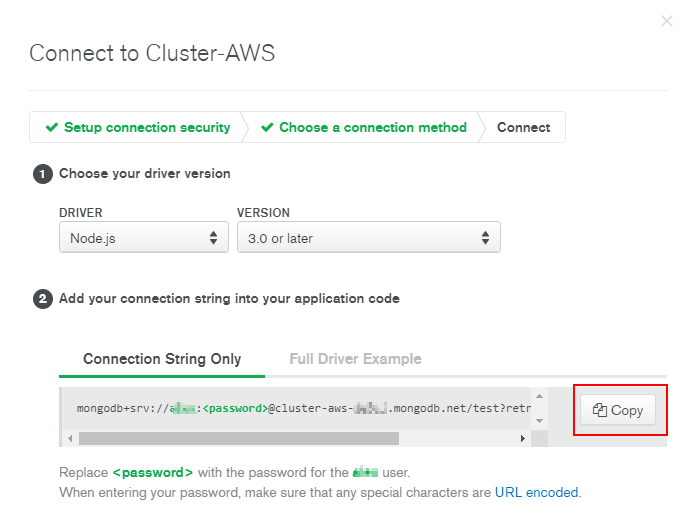 Connect to Cluster-AWS
Setup connection security Choose a connection method Connect
1 Choose your driver version
DRIVER VERSION
Node.js 3.0 or later
2 Add your connection string into your application code
Connection String Only Full Driver Example
mongodb+srv:// :<password>@cluster-aws- .mongodb.net/test?retr
Copy
Replace <password> with the password for the user.
When entering your password, make sure that any special characters are URL encoded.